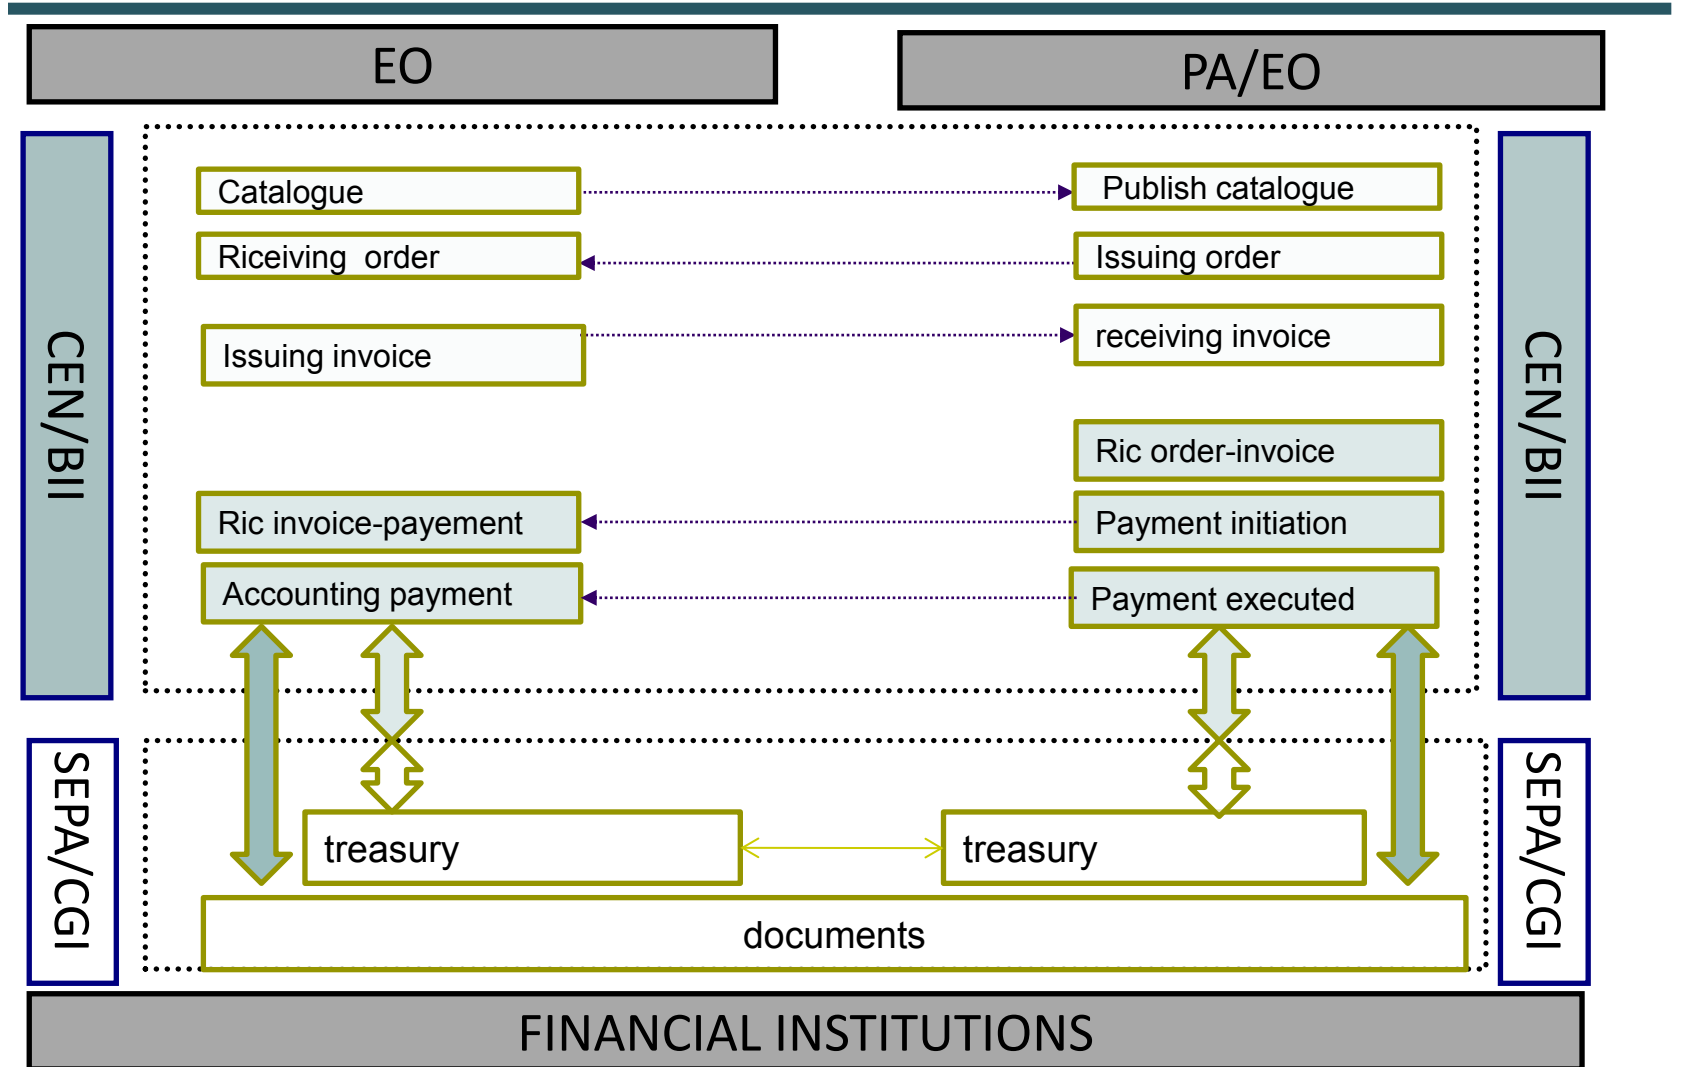 EO
PA/EO
CEN/BII
CEN/BII
Catalogue
Publish catalogue
Riceiving  order
Issuing order
Issuing invoice
receiving invoice
Ric order-invoice
Ric invoice-payement
Payment initiation
Accounting payment
Payment executed
SEPA/CGI
SEPA/CGI
treasury
treasury
documents
FINANCIAL INSTITUTIONS